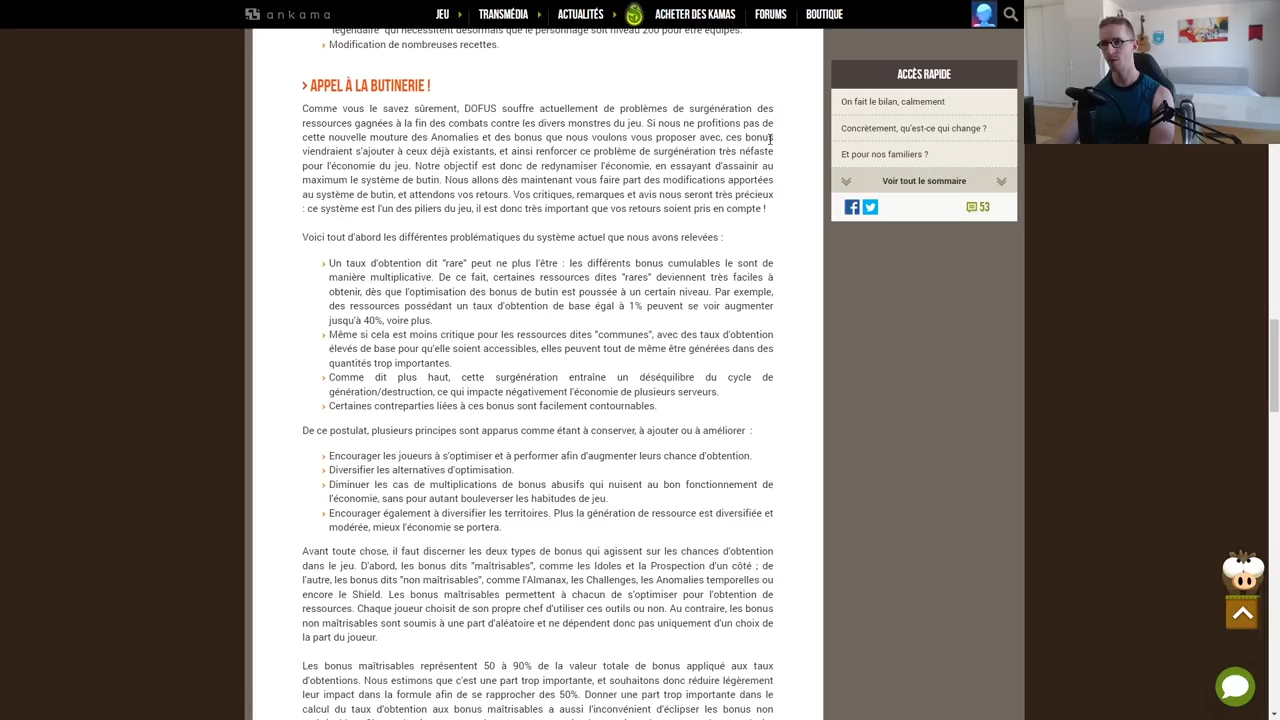 ankama
JEU
TRANSMÉDIA
ACTUALITÉS
ACHETER DES KAMAS
FORUMS
BOUTIQUE
légendaire" qui nécessitent désormais que le personnage soit niveau 200 pour être équipés.
Modification de nombreuses recettes.
APPEL À LA BUTINERIE !
Comme vous le savez sûrement, DOFUS souffre actuellement de problèmes de surgénération des
ressources gagnées à la fin des combats contre les divers monstres du jeu. Si nous ne profitions pas de
cette nouvelle mouture des Anomalies et des bonus que nous voulons vous proposer avec, ces bonus
viendraient s'ajouter à ceux déjà existants, et ainsi renforcer ce problème de surgénération très néfaste
pour l'économie du jeu. Notre objectif est donc de redynamiser l'économie, en essayant d'assainir au
maximum le système de butin. Nous allons dès maintenant vous faire part des modifications apportées
au système de butin, et attendons vos retours. Vos critiques, remarques et avis nous seront très précieux
: ce système est l'un des piliers du jeu, il est donc très important que vos retours soient pris en compte !
Voici tout d'abord les différentes problématiques du système actuel que nous avons relevées :
Un taux d'obtention dit "rare" peut ne plus l'être : les différents bonus cumulables le sont de
manière multiplicative. De ce fait, certaines ressources dites "rares" deviennent très faciles à
obtenir, dès que l'optimisation des bonus de butin est poussée à un certain niveau. Par exemple,
des ressources possédant un taux d'obtention de base égal à 1% peuvent se voir augmenter
jusqu'à 40%, voire plus.
Même si cela est moins critique pour les ressources dites "communes", avec des taux d'obtention
élevés de base pour qu'elle soient accessibles, elles peuvent tout de même être générées dans des
quantités trop importantes.
Comme dit plus haut, cette surgénération entraîne un déséquilibre du cycle de
génération/destruction, ce qui impacte négativement l'économie de plusieurs serveurs.
Certaines contreparties liées à ces bonus sont facilement contournables.
De ce postulat, plusieurs principes sont apparus comme étant à conserver, à ajouter ou à améliorer :
Encourager les joueurs à s'optimiser et à performer afin d'augmenter leurs chance d'obtention.
Diversifier les alternatives d'optimisation.
Diminuer les cas de multiplications de bonus abusifs qui nuisent au bon fonctionnement de
l'économie, sans pour autant bouleverser les habitudes de jeu.
Encourager également à diversifier les territoires. Plus la génération de ressource est diversifiée et
modérée, mieux l'économie se portera.
Avant toute chose, il faut discerner les deux types de bonus qui agissent sur les chances d'obtention
dans le jeu. D'abord, les bonus dits "maîtrisables", comme les Idoles et la Prospection d'un côté ; de
l'autre, les bonus dits "non maîtrisables", comme l'Almanax, les Challenges, les Anomalies temporelles ou
encore le Shield. Les bonus maîtrisables permettent à chacun de s'optimiser pour l'obtention de
ressources. Chaque joueur choisit de son propre chef d'utiliser ces outils ou non. Au contraire, les bonus
non maîtrisables sont soumis à une part d'aléatoire et ne dépendent donc pas uniquement d'un choix de
la part du joueur.
Les bonus maîtrisables représentent 50 à 90% de la valeur totale de bonus appliqué aux taux
d'obtentions. Nous estimons que c'est une part trop importante, et souhaitons donc réduire légèrement
leur impact dans la formule afin de se rapprocher des 50%. Donner une part trop importante dans le
calcul du taux d'obtention aux bonus maîtrisables a aussi l'inconvénient d'éclipser les bonus non
ACCÈS RAPIDE
On fait le bilan, calmement
Concrètement, qu'est-ce qui change ?
Et pour nos familiers ?
Voir tout le sommaire
53